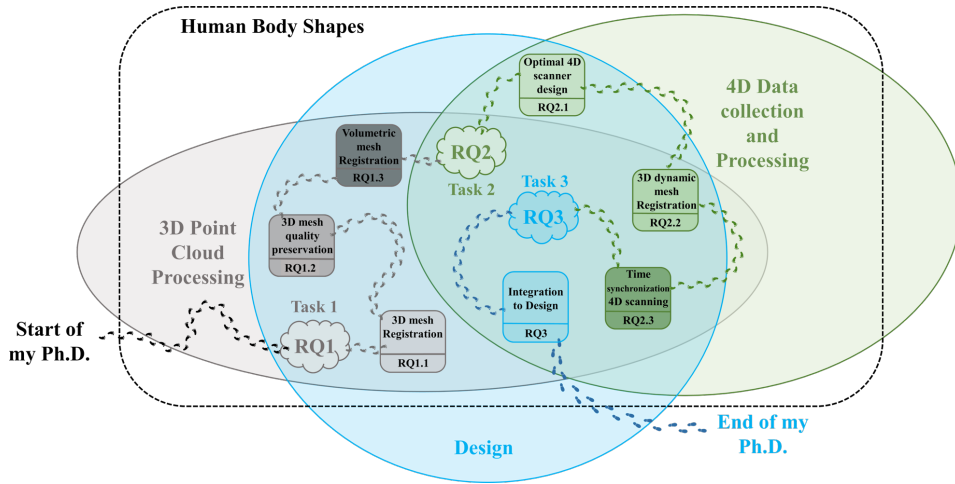 Human Body Shapes
Optimal 4D
scanner
design
RQ2.1
4D Data
collection
and
Processing
Volumetric
mesh
Registration
RQ1.3
RQ2
Task 2
Task 3
RQ3
3D dynamic
mesh
Registration
RQ2.2
3D Point
Cloud
Processing
3D mesh
quality
preservation
RQ1.2
Task 1
RQ1
3D mesh
Registration
RQ1.1
Integration
to Design
RQ3
Time
synchronization
4D scanning
RQ2.3
Start of
my Ph.D.
End of my
Ph.D.
Design